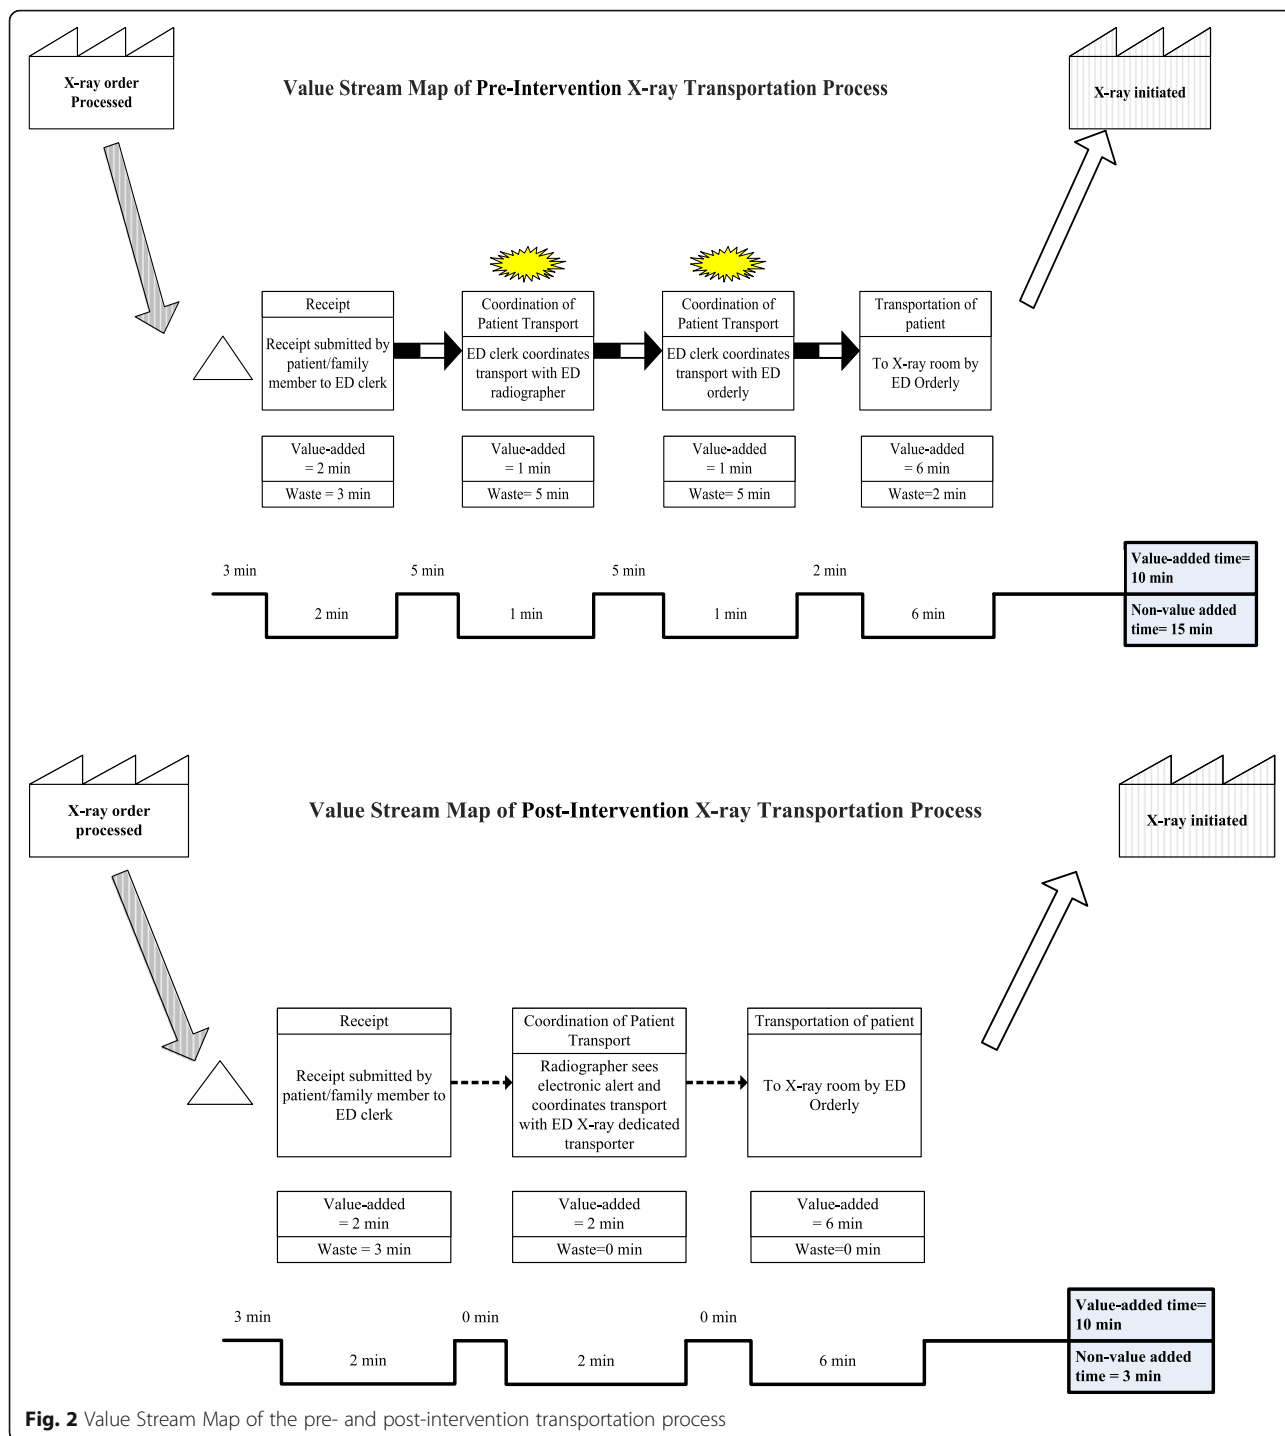 X-ray order
Processed
Value Stream Map of Pre-Intervention X-ray Transportation Process
X-ray initiated
Receipt
Receipt submitted by
patient/family
member to ED clerk
Coordination of
Patient Transport
ED clerk coordinates
transport with ED
radiographer
Coordination of
Patient Transport
ED clerk coordinates
transport with ED
orderly
Transportation of
patient
To X-ray room by
ED Orderly
Value-added
= 2 min
Waste = 3 min
Value-added
= 1 min
Waste= 5 min
Value-added
= 1 min
Waste= 5 min
Value-added
= 6 min
Waste=2 min
3 min
2 min
5 min
1 min
5 min
1 min
2 min
6 min
Value-added time=
10 min
Non-value added
time= 15 min
X-ray order
processed
Value Stream Map of Post-Intervention X-ray Transportation Process
X-ray initiated
Receipt
Receipt submitted by
patient/family member to
ED clerk
Coordination of Patient
Transport
Radiographer sees
electronic alert and
coordinates transport
with ED X-ray dedicated
transporter
Transportation of patient
To X-ray room by ED
Orderly
Value-added
= 2 min
Waste = 3 min
Value-added
= 2 min
Waste=0 min
Value-added
= 6 min
Waste=0 min
3 min
2 min
0 min
2 min
0 min
6 min
Value-added time=
10 min
Non-value added
time = 3 min
Fig. 2 Value Stream Map of the pre- and post-intervention transportation process